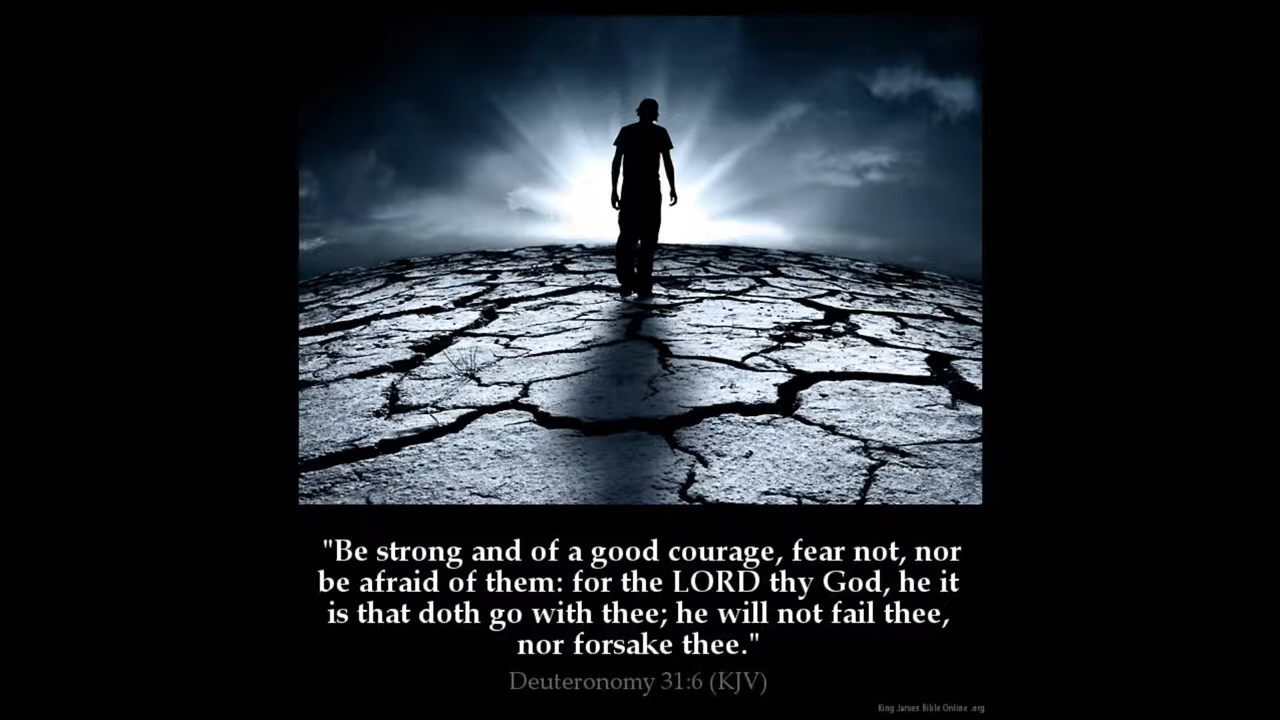 "Be strong and of a good courage, fear not, nor
be afraid of them: for the LORD thy God, he it
is that doth go with thee; he will not fail thee,
nor forsake thee."
Deuteronomy 31:6 (KJV)
King James Bible Online .org